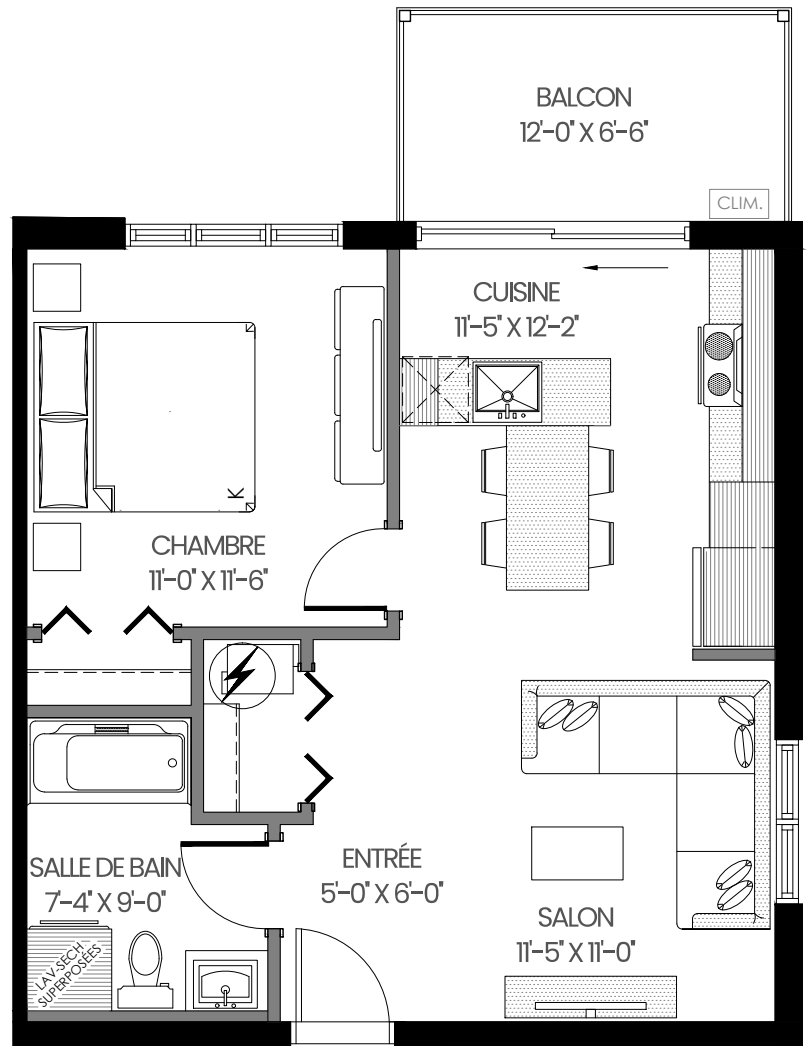 BALCON
12'-0" X 6'-6"
CLIM.
CUISINE
11'-5" X 12'-2"
K
CHAMBRE
11'-0" X 11'-6"
SALLE DE BAIN
7'-4" X 9'-0"
ENTRÉE
5'-0" X 6'-0"
SALON
11'-5" X 11'-0"
LAV-SECH
SUPERPOSÉES